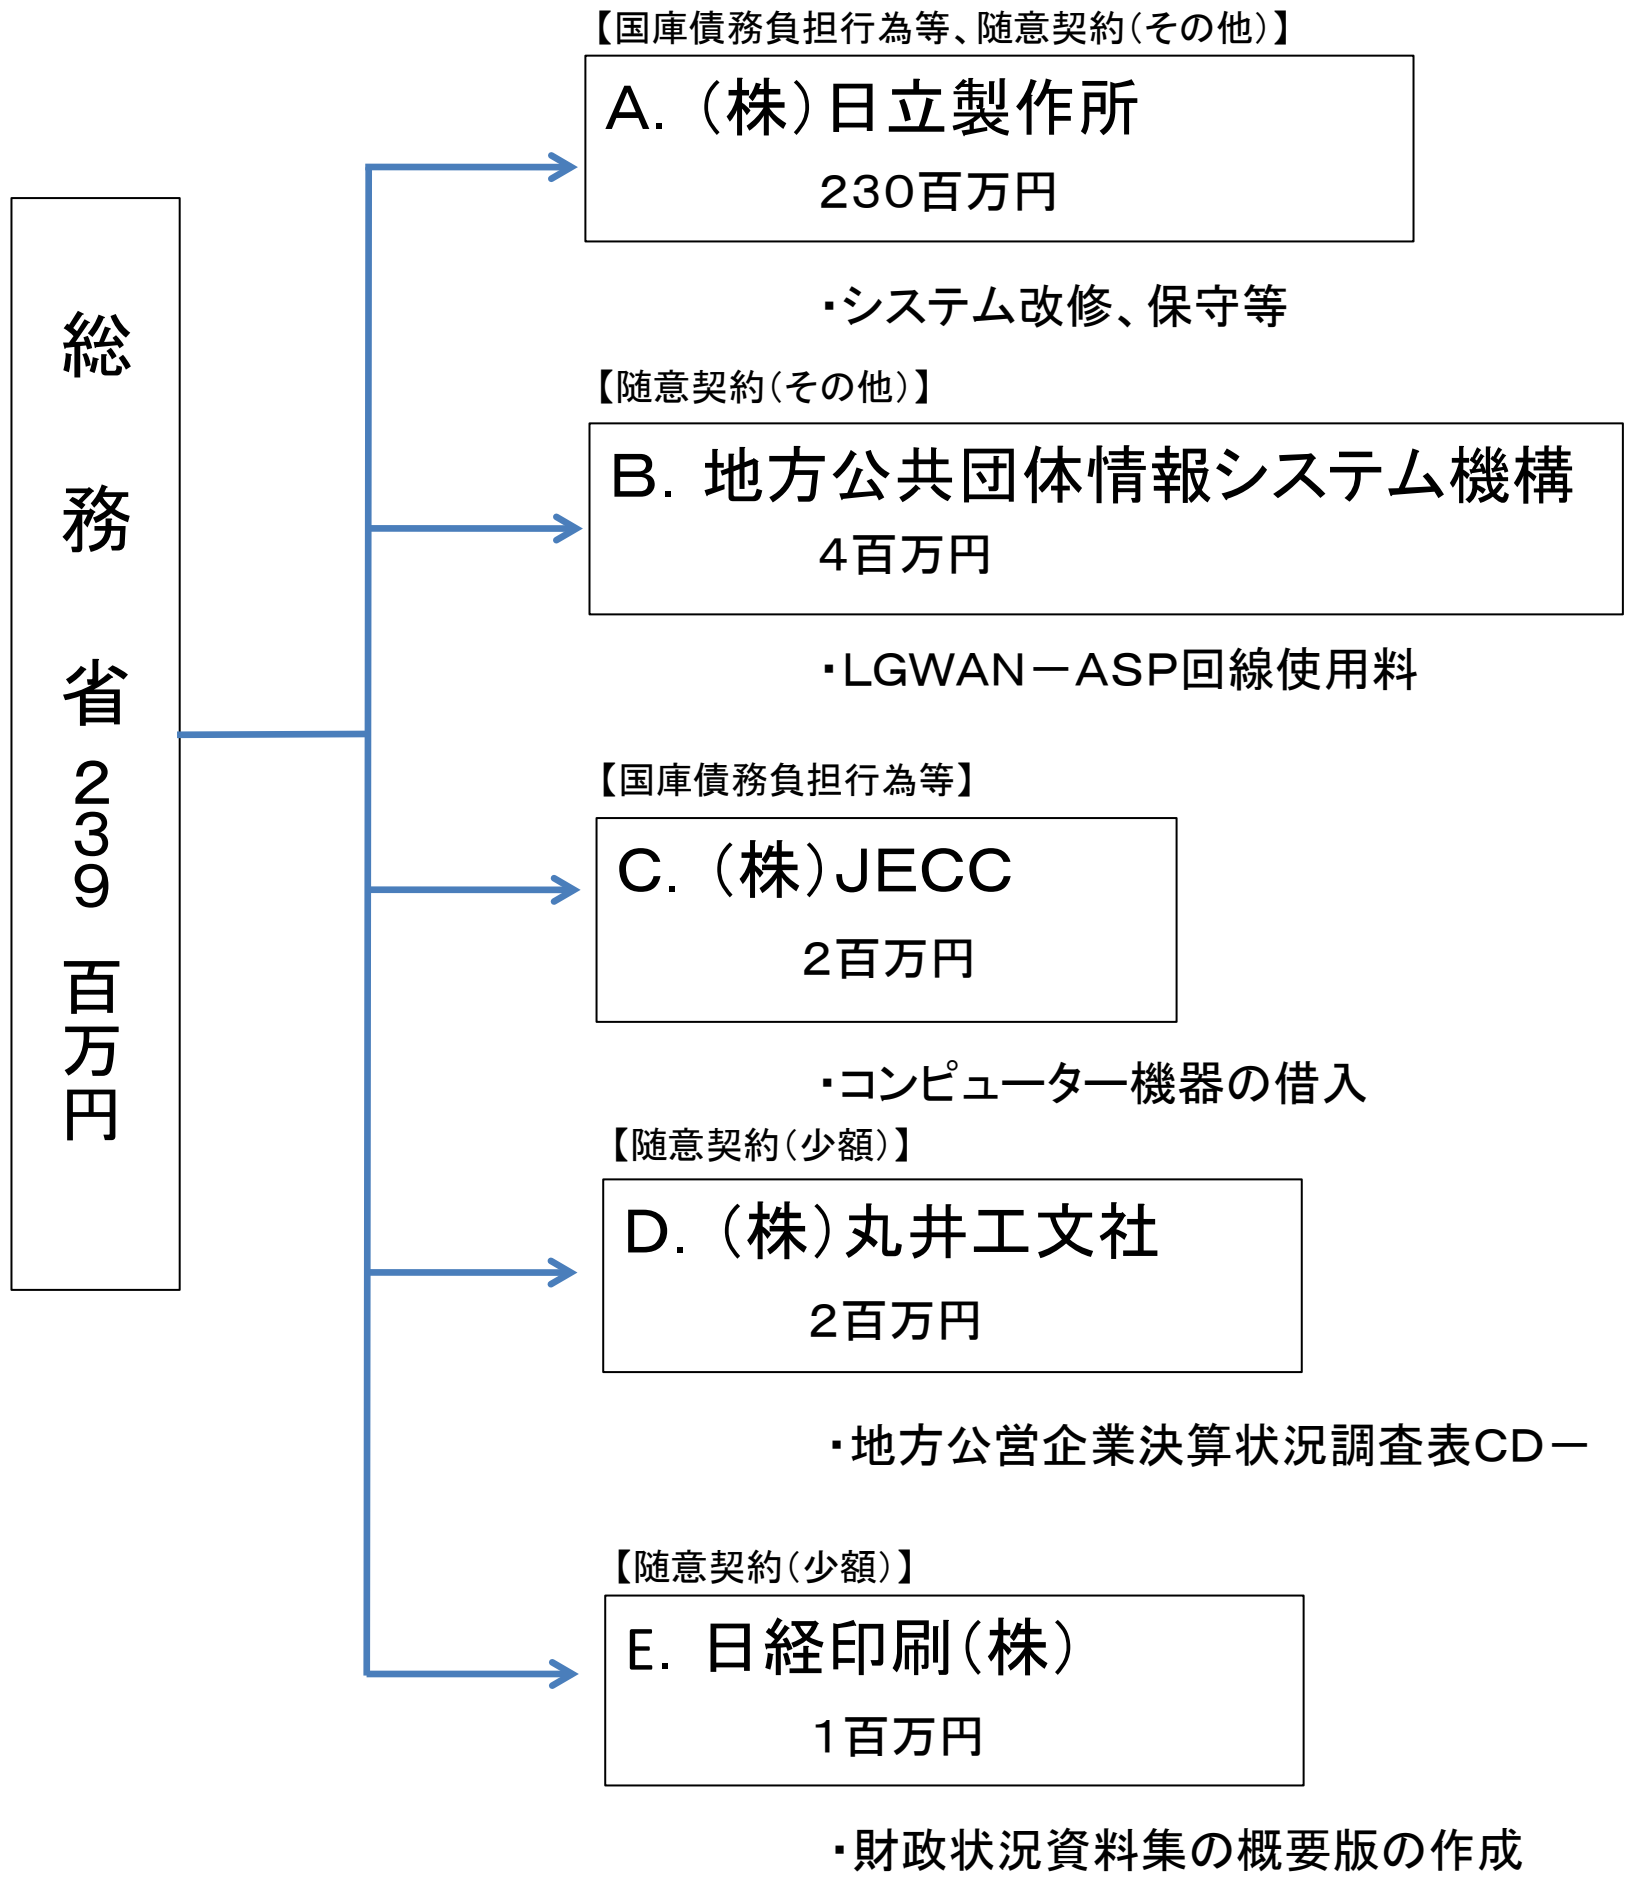 総務省
239
百万円
【国庫債務負担行為等、随意契約(その他)】
A.（株）日立製作所
230百万円
・システム改修、保守等
【随意契約(その他)】
B. 地方公共団体情報システム機構
4百万円
・LGWAN－ASP回線使用料
【国庫債務負担行為等】
C.（株）JECC
2百万円
・コンピューター機器の借入
【随意契約(少額)】
D.（株）丸井工文社
2百万円
・地方公営企業決算状況調査表CD－
【随意契約(少額)】
E. 日経印刷（株）
1百万円
・財政状況資料集の概要版の作成